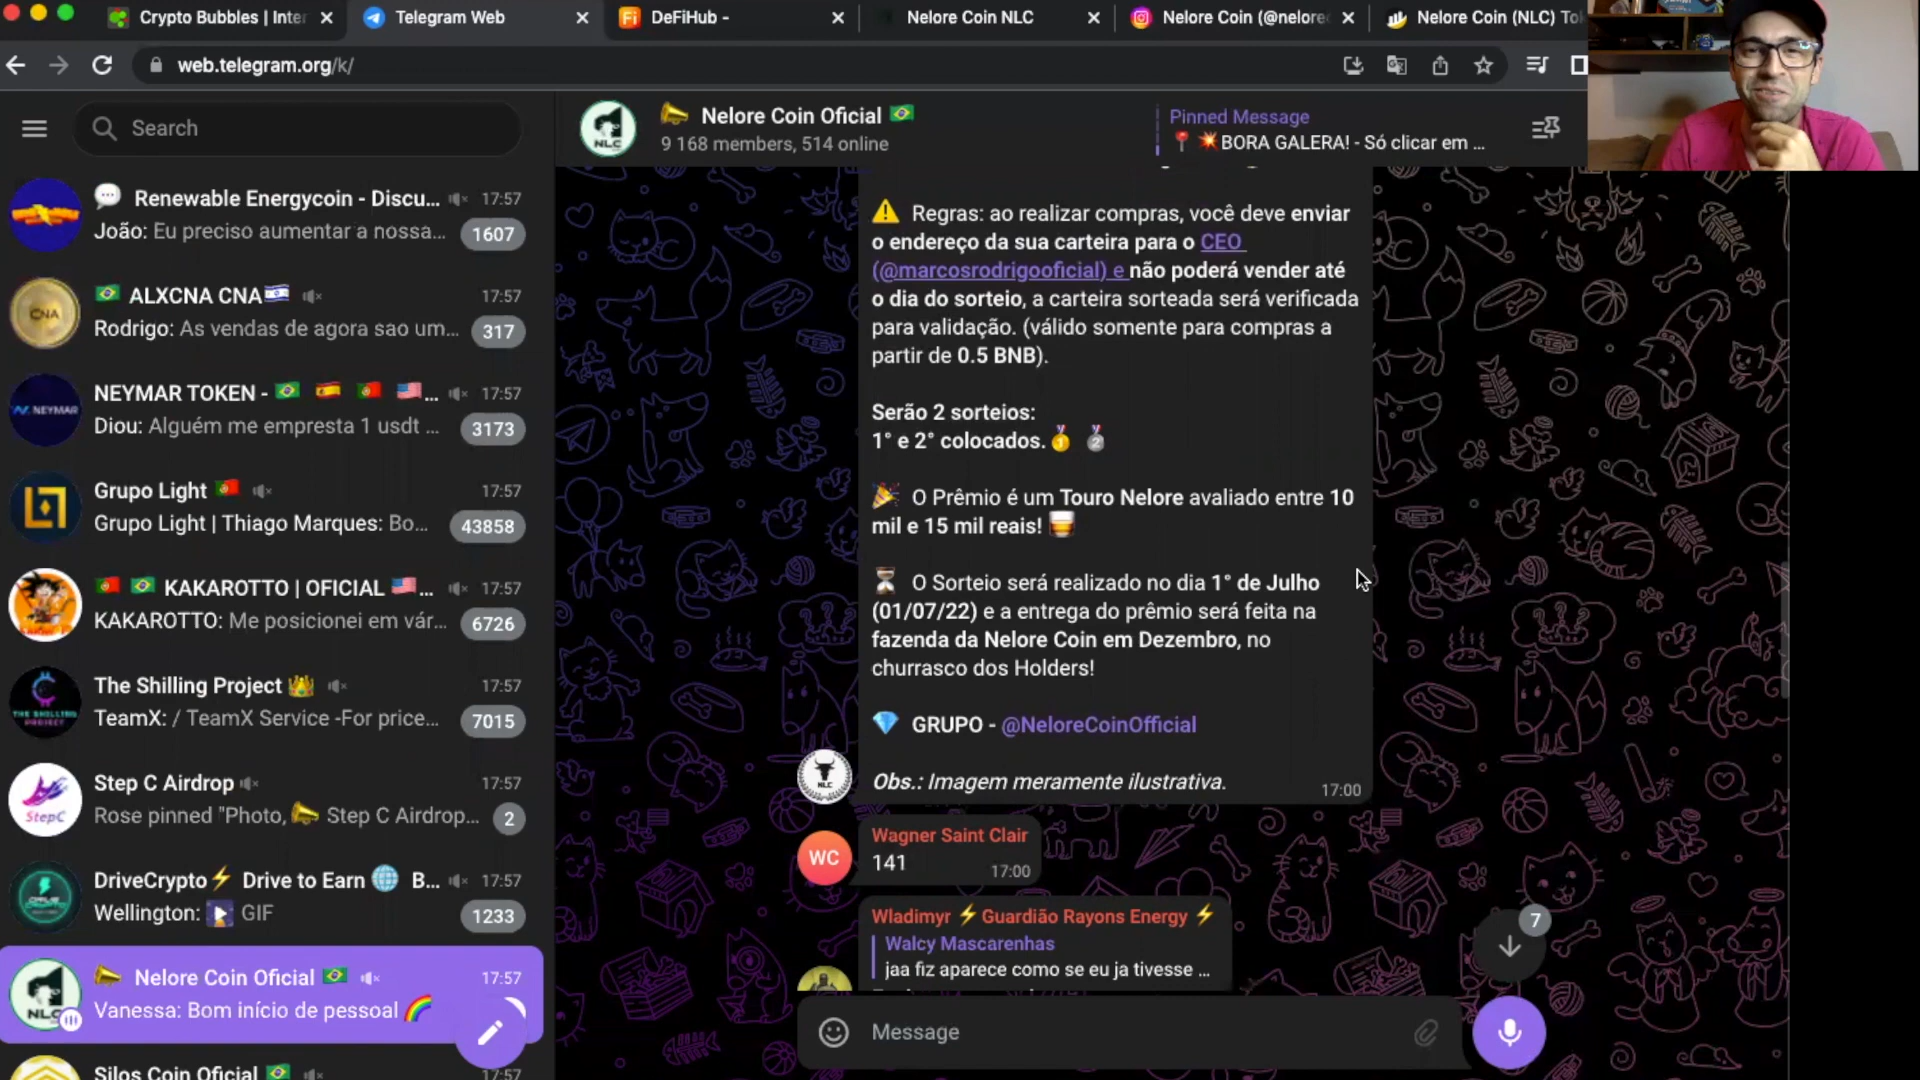 Crypto Bubbles | Inter
Telegram Web
DeFiHub -
Nelore Coin NLC
Nelore Coin (@nelore
Nelore Coin (NLC) To
web.telegram.org/k/
Search
Renewable Energycoin - Discu... 17:57
João: Eu preciso aumentar a nossa... 1607
CNA
ALXCNA CNA 17:57
Rodrigo: As vendas de agora sao um... 317
NEYMAR
NEYMAR TOKEN - ... 17:57
Diou: Alguém me empresta 1 usdt ... 3173
Grupo Light 17:57
Grupo Light | Thiago Marques: Bo... 43858
KAKAROTTO | OFICIAL ... 17:57
KAKAROTTO: Me posicionei em vár... 6726
THE SHILLING PROJECT
The Shilling Project 17:57
TeamX: / TeamX Service -For price... 7015
StepC
Step C Airdrop 17:57
Rose pinned "Photo, Step C Airdrop... 2
DriveCrypto Drive to Earn B... 17:57
Wellington: GIF 1233
NLC
Nelore Coin Oficial 17:57
Vanessa: Bom início de pessoal
Silos Coin Oficial 17:57
NLC
Nelore Coin Oficial
9 168 members, 514 online
Pinned Message
BORA GALERA! - Só clicar em ...
Regras: ao realizar compras, você deve enviar
o endereço da sua carteira para o CEO
(@marcosrodrigooficial) e não poderá vender até
o dia do sorteio, a carteira sorteada será verificada
para validação. (válido somente para compras a
partir de 0.5 BNB).
Serão 2 sorteios:
1° e 2° colocados.
O Prêmio é um Touro Nelore avaliado entre 10
mil e 15 mil reais!
O Sorteio será realizado no dia 1° de Julho
(01/07/22) e a entrega do prêmio será feita na
fazenda da Nelore Coin em Dezembro, no
churrasco dos Holders!
GRUPO - @NeloreCoinOfficial
Obs.: Imagem meramente ilustrativa. 17:00
NLC
WC
Wagner Saint Clair
141 17:00
Wladimyr ⚡Guardião Rayons Energy ⚡
Walcy Mascarenhas
jaa fiz aparece como se eu ja tivesse ...
7
Message